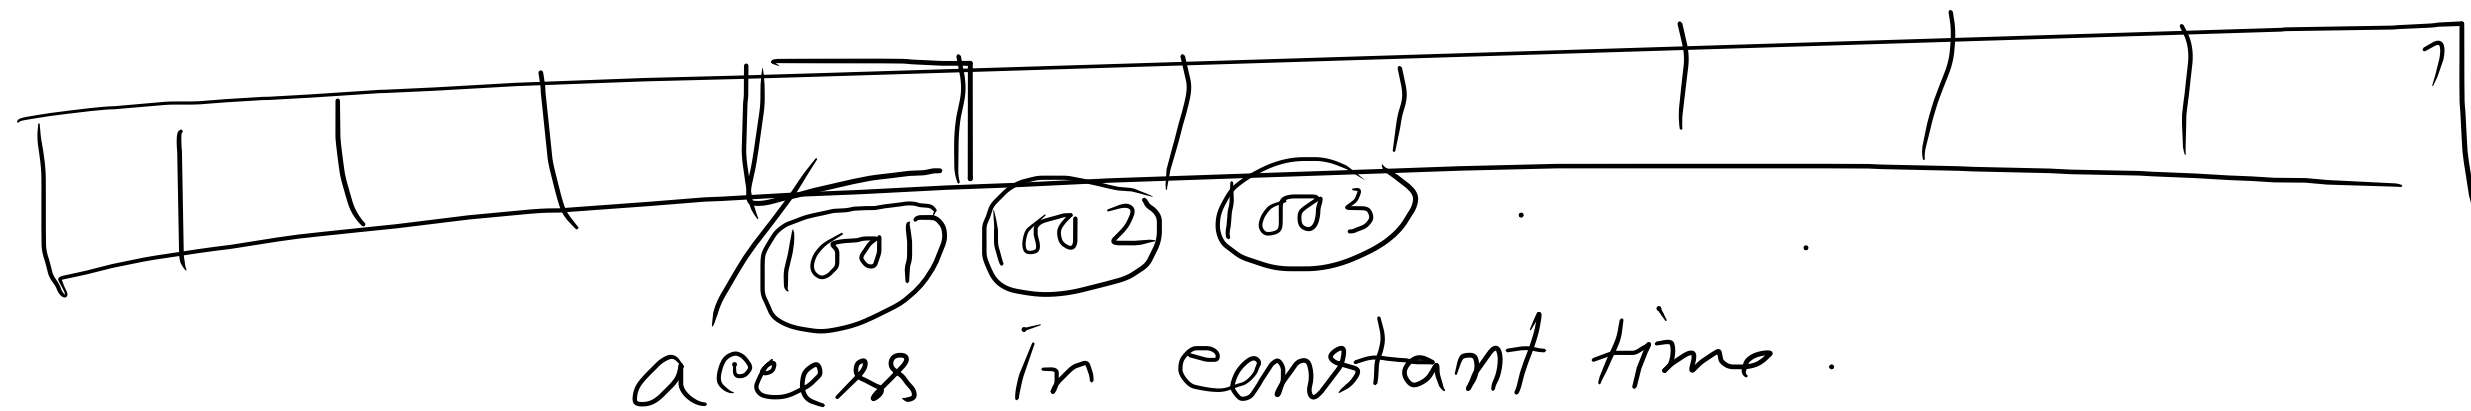 1001 1002 1003 . .
access in constant time .